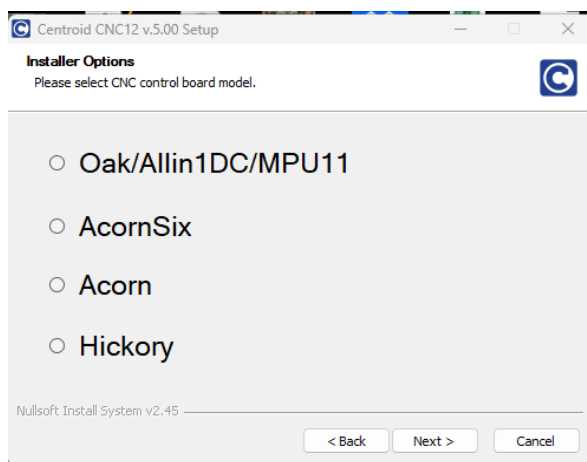 Centroid CNC12 v.5.00 Setup
Installer Options
Please select CNC control board model.
Oak/Allin1DC/MPU11
AcornSix
Acorn
Hickory
Nullsoft Install System v2.45
< Back Next > Cancel